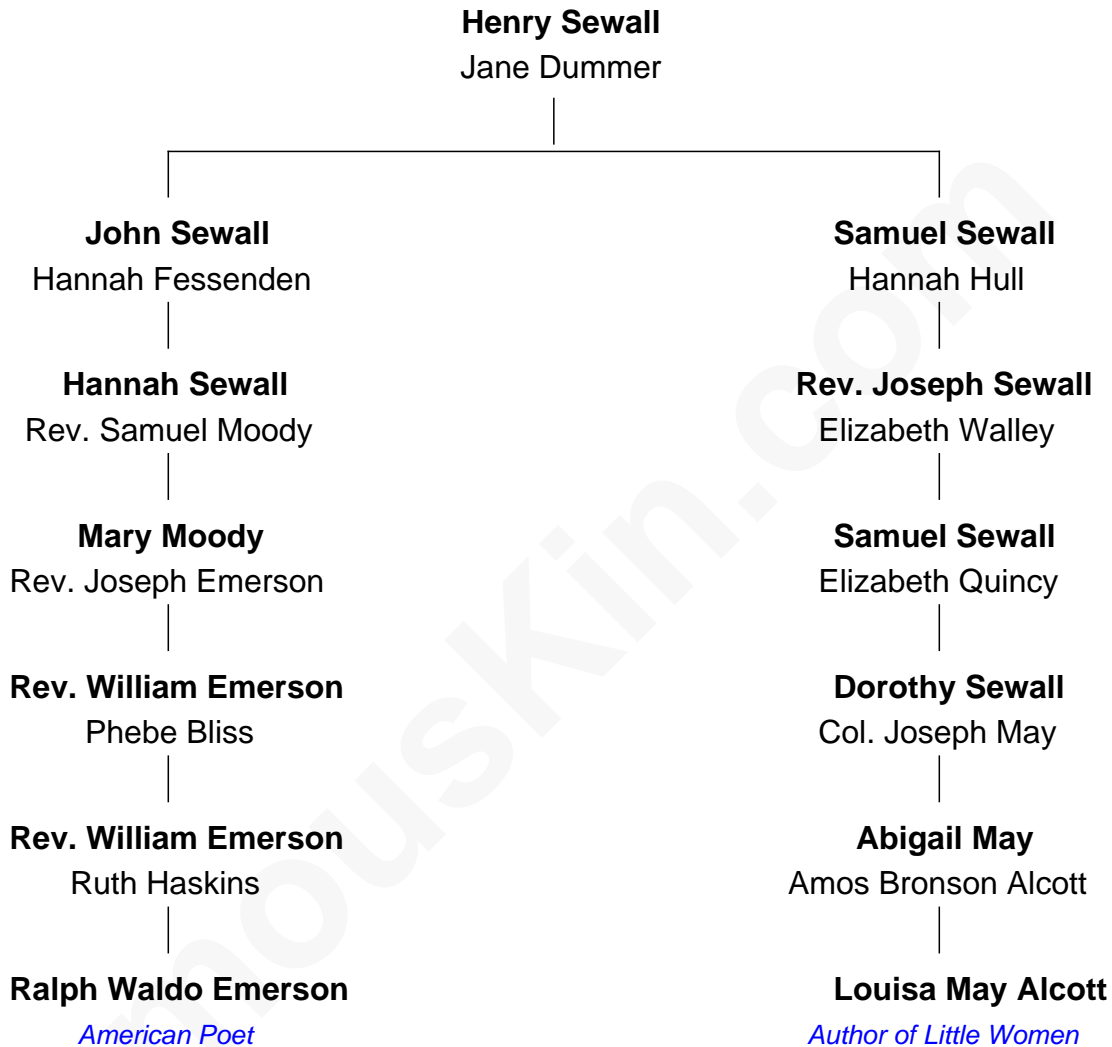 Henry Sewall
Jane Dummer
John Sewall
Hannah Fessenden
Samuel Sewall
Hannah Hull
Hannah Sewall
Rev. Samuel Moody
Rev. Joseph Sewall
Elizabeth Walley
Mary Moody
Rev. Joseph Emerson
Samuel Sewall
Elizabeth Quincy
Rev. William Emerson
Phebe Bliss
Dorothy Sewall
Col. Joseph May
Rev. William Emerson
Ruth Haskins
Abigail May
Amos Bronson Alcott
Ralph Waldo Emerson
American Poet
Louisa May Alcott
Author of Little Women
mousKin.com